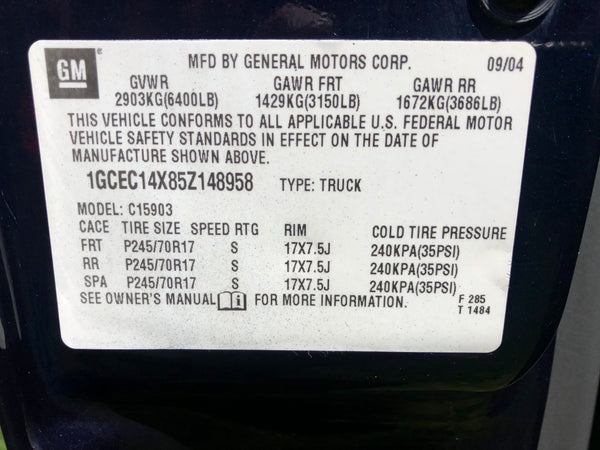 GM
MFD BY GENERAL MOTORS CORP. 09/04
GVWR GAWR FRT GAWR RR
2903KG(6400LB) 1429KG(3150LB) 1672KG(3686LB)
THIS VEHICLE CONFORMS TO ALL APPLICABLE U.S. FEDERAL MOTOR
VEHICLE SAFETY STANDARDS IN EFFECT ON THE DATE OF
MANUFACTURE SHOWN ABOVE.
1GCEC14X85Z148958 TYPE: TRUCK
MODEL: C15903
CACE TIRE SIZE SPEED RTG RIM COLD TIRE PRESSURE
FRT P245/70R17 S 17X7.5J 240KPA(35PSI)
RR P245/70R17 S 17X7.5J 240KPA(35PSI)
SPA P245/70R17 S 17X7.5J 240KPA(35PSI)
SEE OWNER'S MANUAL i FOR MORE INFORMATION.
F 285
T 1484